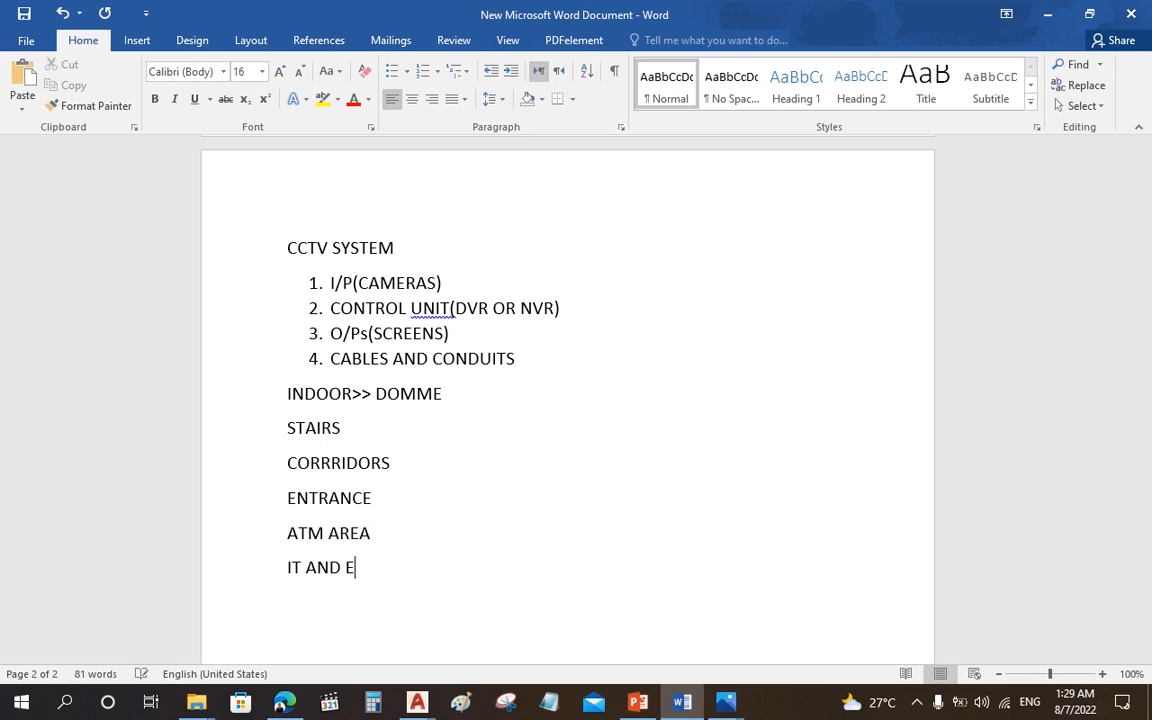 New Microsoft Word Document - Word
File Home Insert Design Layout References Mailings Review View PDFelement Tell me what you want to do... Share
Paste Cut Copy Format Painter
Calibri (Body) 16
AaBbCcDc AaBbCcDc AaBbCc AaBbCcD AaB AaBbCcD
¶ Normal ¶ No Spac... Heading 1 Heading 2 Title Subtitle
Find Replace Select
Clipboard Font Paragraph Styles Editing
CCTV SYSTEM
1. I/P(CAMERAS)
2. CONTROL UNIT(DVR OR NVR)
3. O/Ps(SCREENS)
4. CABLES AND CONDUITS
INDOOR>> DOMME
STAIRS
CORRRIDORS
ENTRANCE
ATM AREA
IT AND E
Page 2 of 2 81 words English (United States) 100%
27°C ENG 1:29 AM
8/7/2022